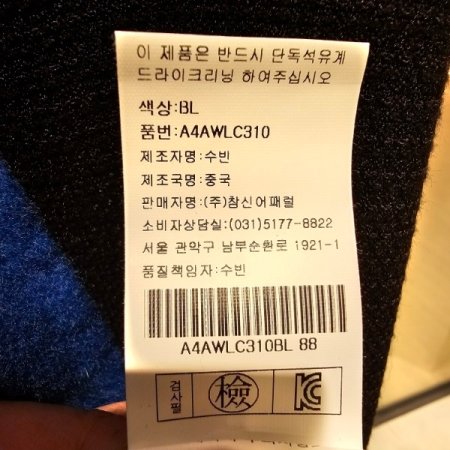 이 제품은 반드시 단독석유계
드라이크리닝 하여주십시오
색상:BL
품번:A4AWLC310
제조자명:수빈
제조국명:중국
판매자명:(주)참신어패럴
소비자상담실:(031)5177-8822
서울 관악구 남부순환로 1921-1
품질책임자:수빈
A4AWLC310BL 88
검사필 檢 KC